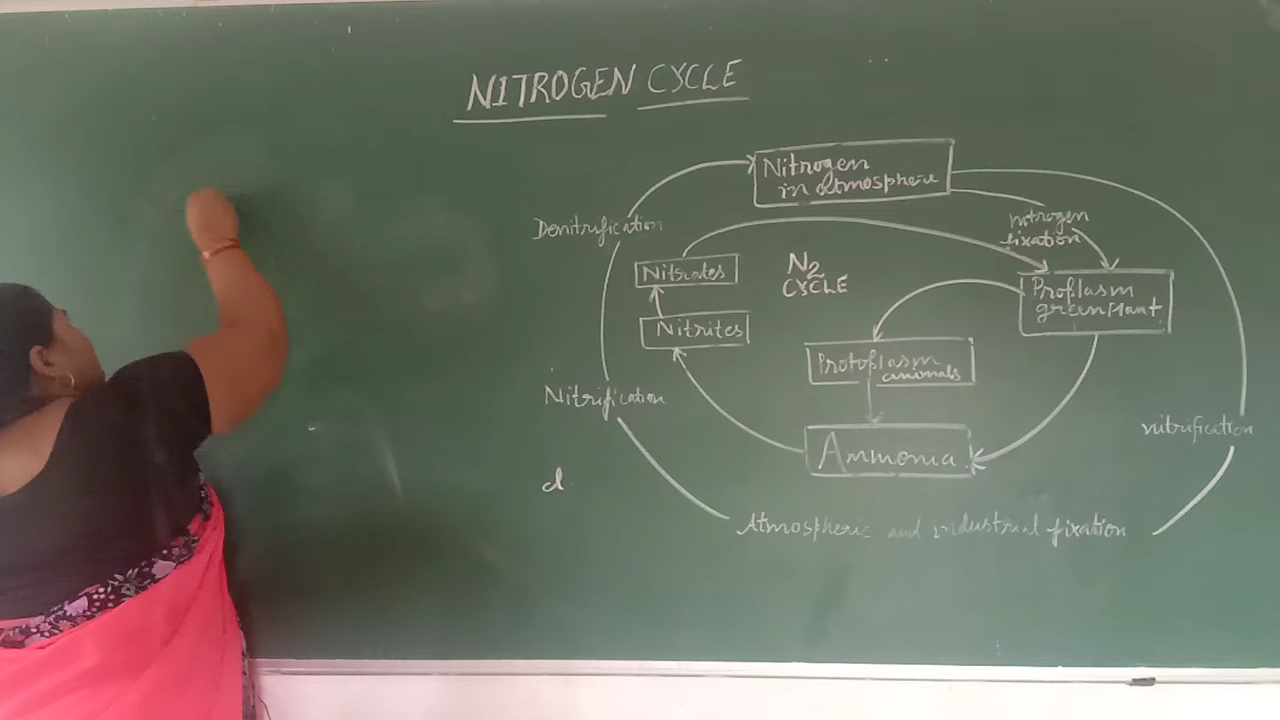 NITROGEN CYCLE
Nitrogen
in atmosphere
Denitrification
nitrogen
fixation
Nitrates
N2
CYCLE
Proplasm
green plant
Nitrites
Protoplasm
animals
Nitrification
nitrification
Ammonia
d
Atmospheric and industrial fixation